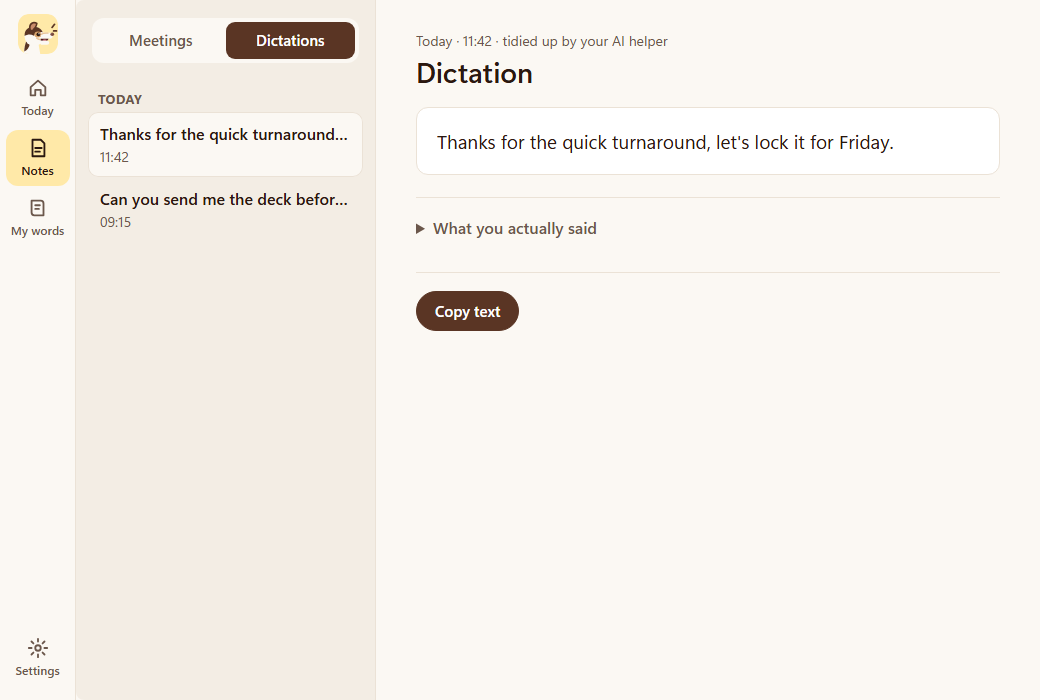 Today
Notes
My words
Settings
Meetings
Dictations
TODAY
Thanks for the quick turnaround...
11:42
Can you send me the deck befor...
09:15
Today · 11:42 · tidied up by your AI helper
Dictation
Thanks for the quick turnaround, let's lock it for Friday.
What you actually said
Copy text